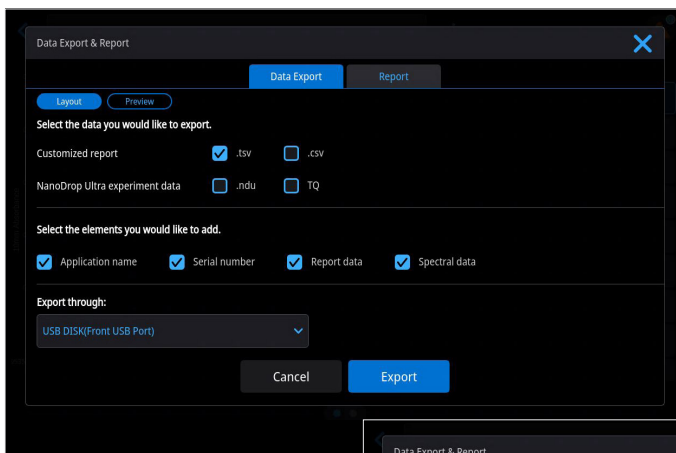 Data Export & Report
Data Export Report
Layout Preview
Select the data you would like to export.
Customized report .tsv .csv
NanoDrop Ultra experiment data .ndu TQ
Select the elements you would like to add.
Application name Serial number Report data Spectral data
Export through:
USB DISK(Front USB Port)
Cancel Export
Data Export & Report